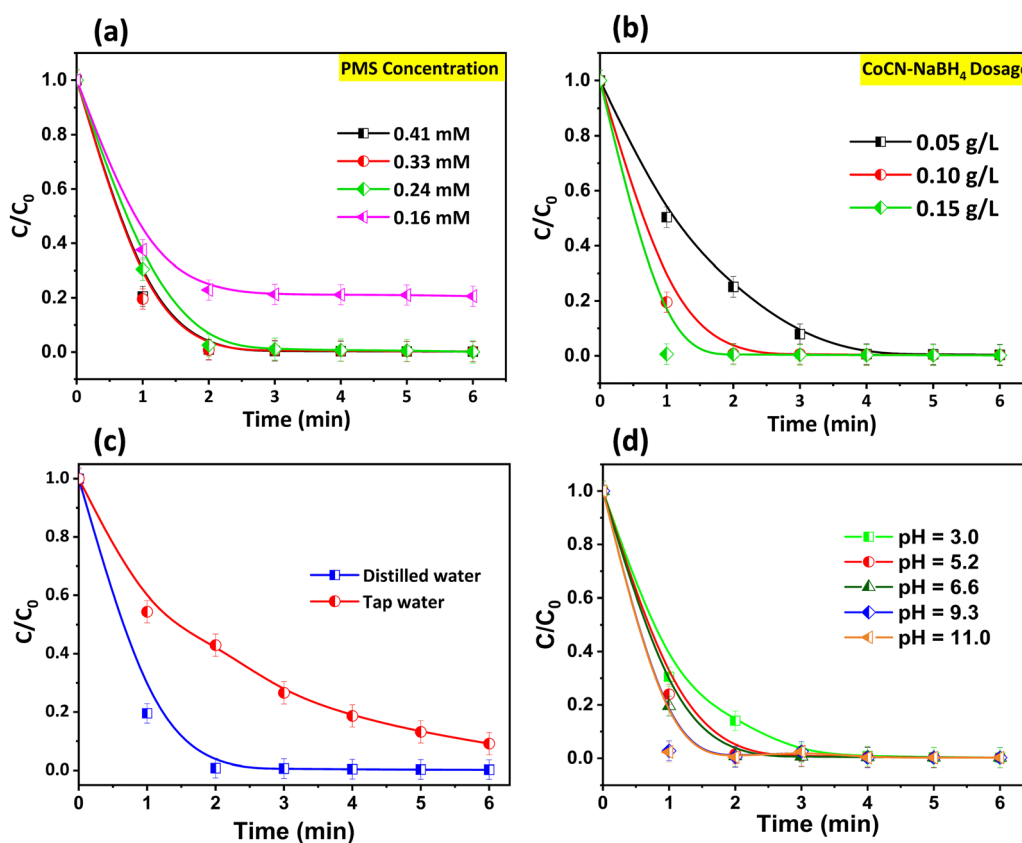 (a)
PMS Concentration
0.41 mM
0.33 mM
0.24 mM
0.16 mM
C/C₀
1.0
0.8
0.6
0.4
0.2
0.0
0 1 2 3 4 5 6
Time (min)
(b)
CoCN-NaBH₄ Dosage
0.05 g/L
0.10 g/L
0.15 g/L
C/C₀
1.0
0.8
0.6
0.4
0.2
0.0
0 1 2 3 4 5 6
Time (min)
(c)
Distilled water
Tap water
C/C₀
1.0
0.8
0.6
0.4
0.2
0.0
0 1 2 3 4 5 6
Time (min)
(d)
pH = 3.0
pH = 5.2
pH = 6.6
pH = 9.3
pH = 11.0
C/C₀
1.0
0.8
0.6
0.4
0.2
0.0
0 1 2 3 4 5 6
Time (min)